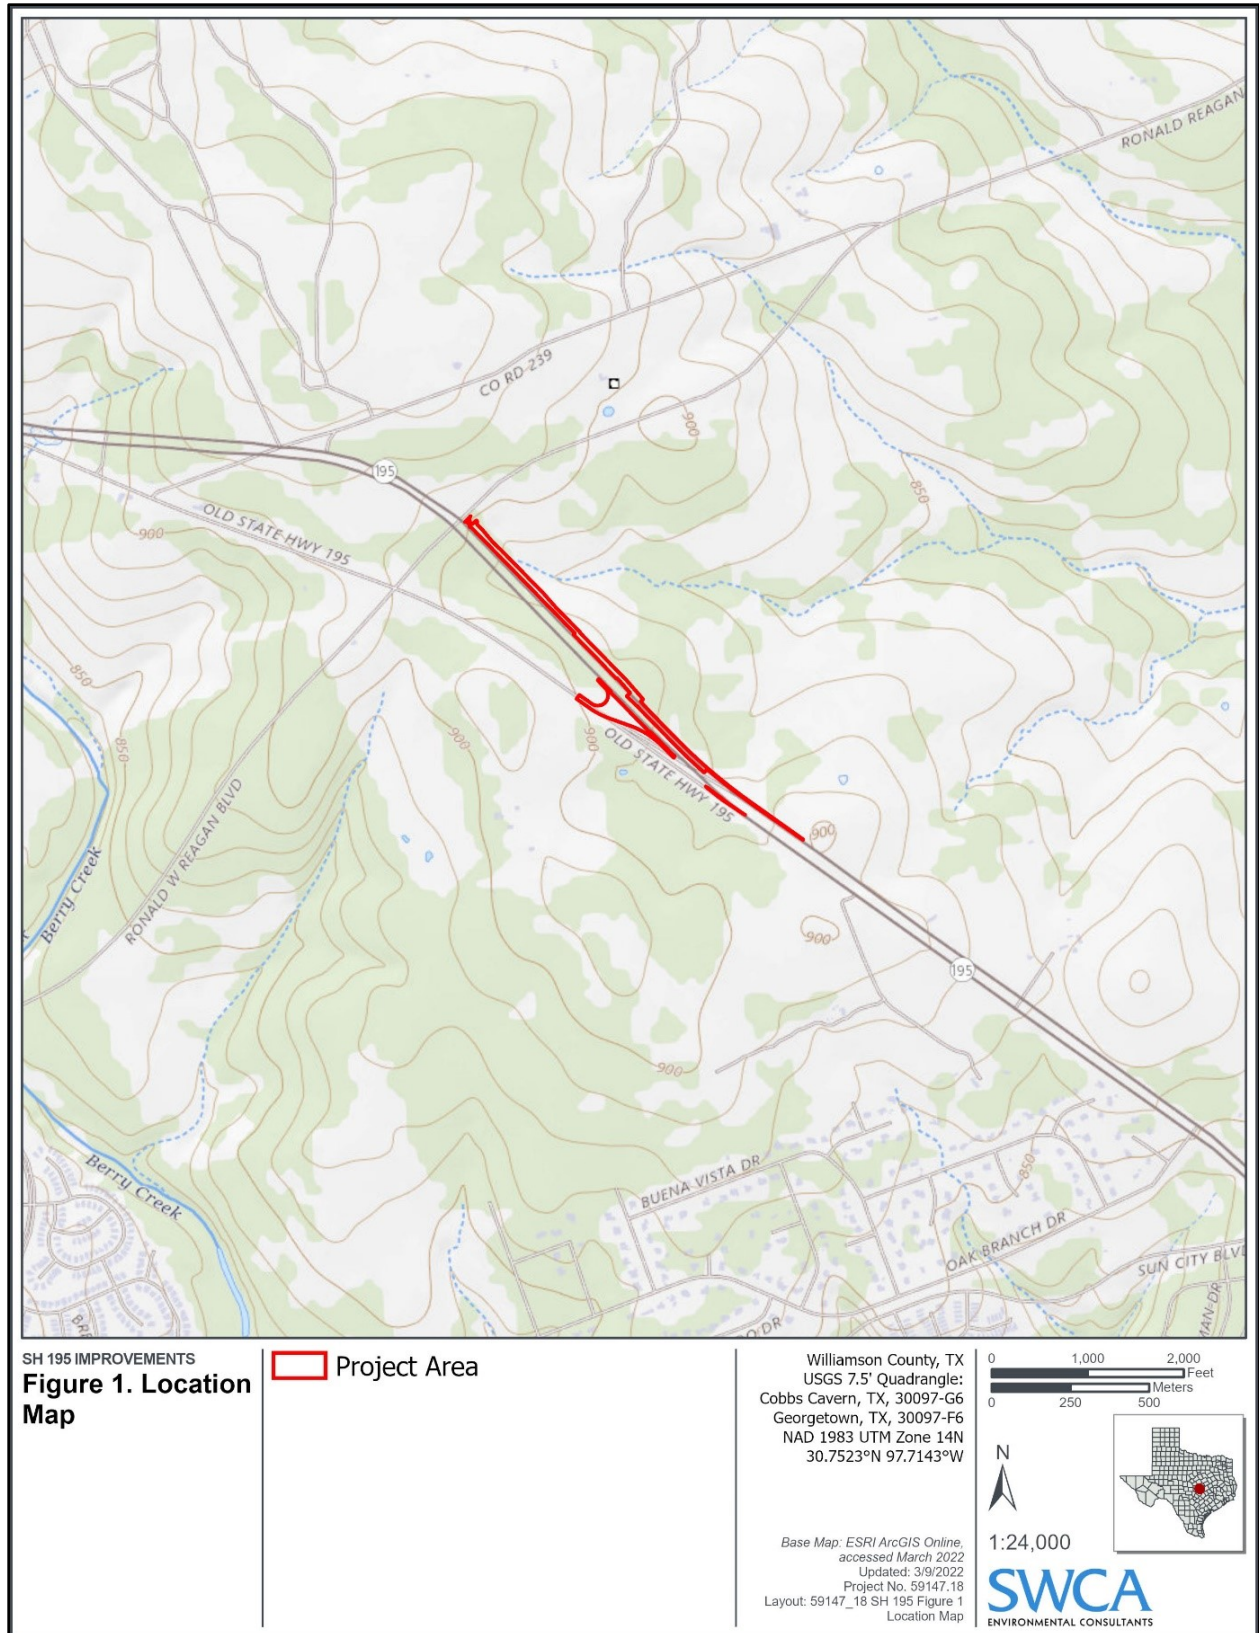 RONALD REAGAN
CO RD 239
900
195
850
OLD STATE HWY 195
900
850
900
900
850
OLD STATE HWY 195
900
RONALD W REAGAN BLVD
Berry Creek
900
195
900
Berry Creek
BUENA VISTA DR
850
OAK BRANCH DR
SUN CITY BLVD
SH 195 IMPROVEMENTS
Figure 1. Location
Map
Project Area
Williamson County, TX
USGS 7.5' Quadrangle:
Cobbs Cavern, TX, 30097-G6
Georgetown, TX, 30097-F6
NAD 1983 UTM Zone 14N
30.7523°N 97.7143°W
Base Map: ESRI ArcGIS Online,
accessed March 2022
Updated: 3/9/2022
Project No. 59147.18
Layout: 59147_18 SH 195 Figure 1
Location Map
0 1,000 2,000
Feet
Meters
0 250 500
N
1:24,000
SWCA
ENVIRONMENTAL CONSULTANTS